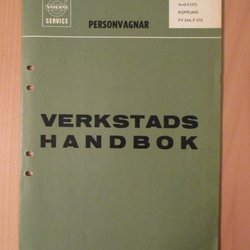 VOLVO
SERVICE
PERSONVAGNAR
Avd 4 (41)
KOPPLING
PV 544, P 210
VERKSTADS
HANDBOK